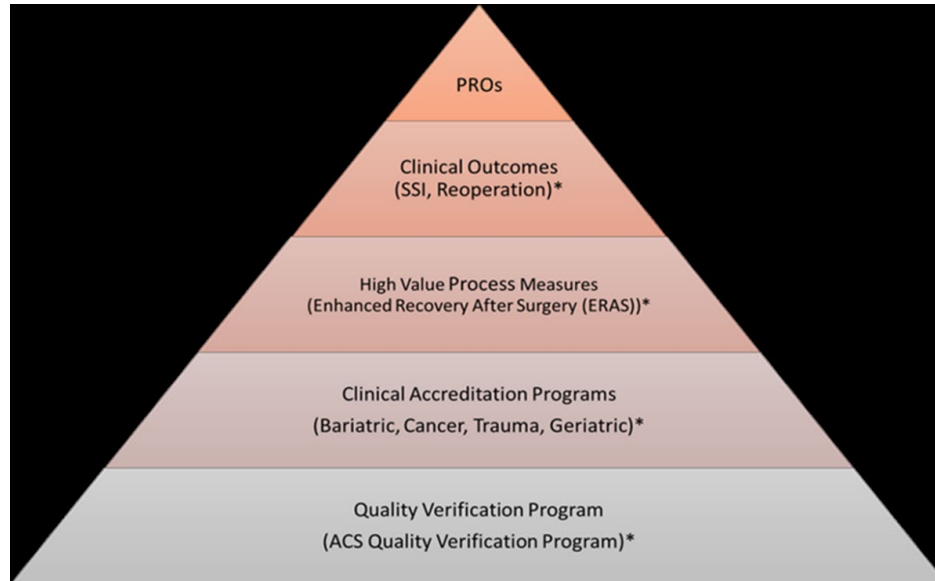 PROs
Clinical Outcomes
(SSI, Reoperation)*
High Value Process Measures
(Enhanced Recovery After Surgery (ERAS))*
Clinical Accreditation Programs
(Bariatric, Cancer, Trauma, Geriatric)*
Quality Verification Program
(ACS Quality Verification Program)*